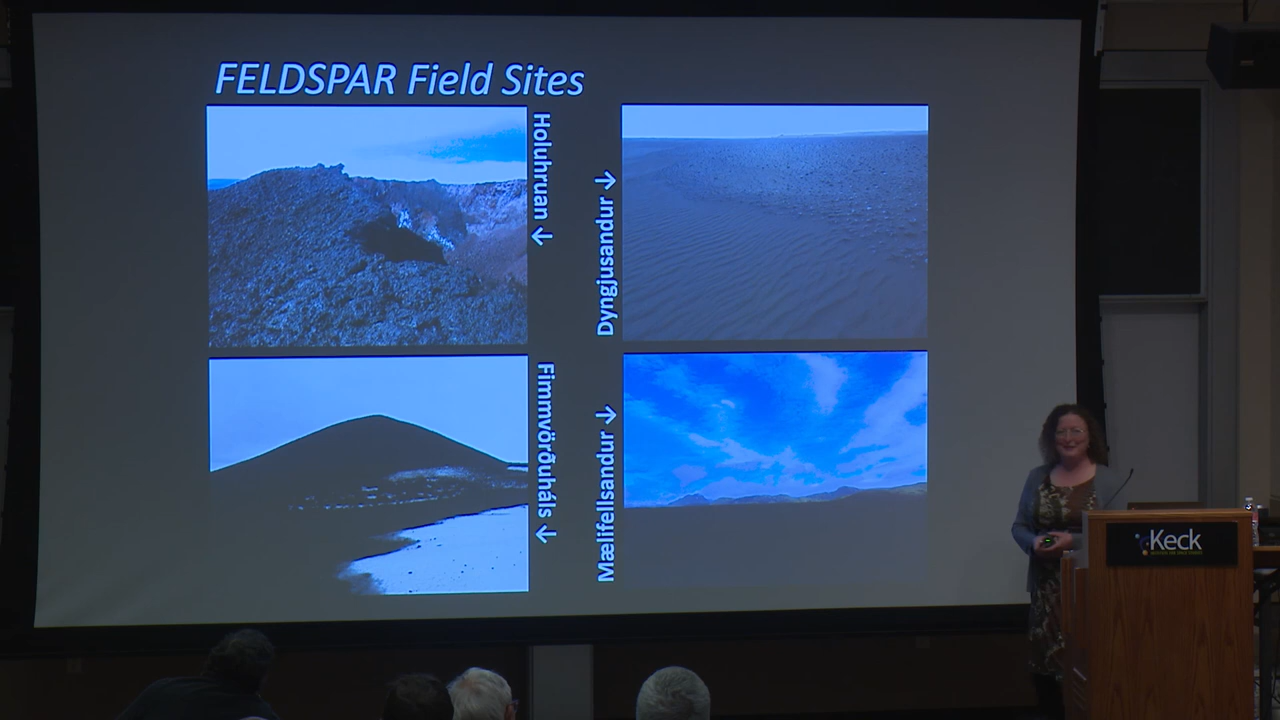 FELDSPAR Field Sites
Holuhruan →
Dyngjusandur ←
Fimmvörðuháls →
Mælifellsandur ←
Keck